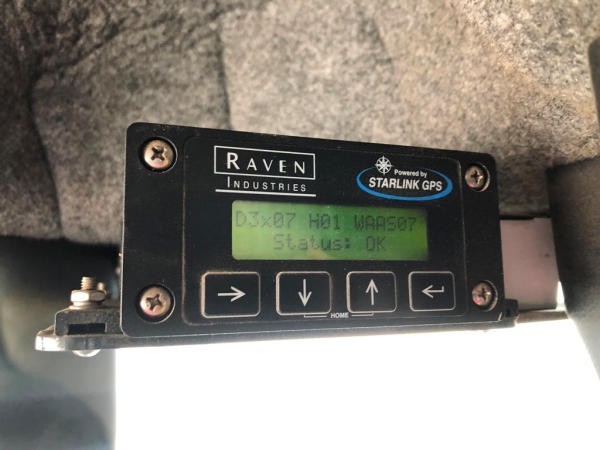 RAVEN
INDUSTRIES
Powered by
STARLINK GPS
D3x07 H01 WAAS07
Status: OK
HOME